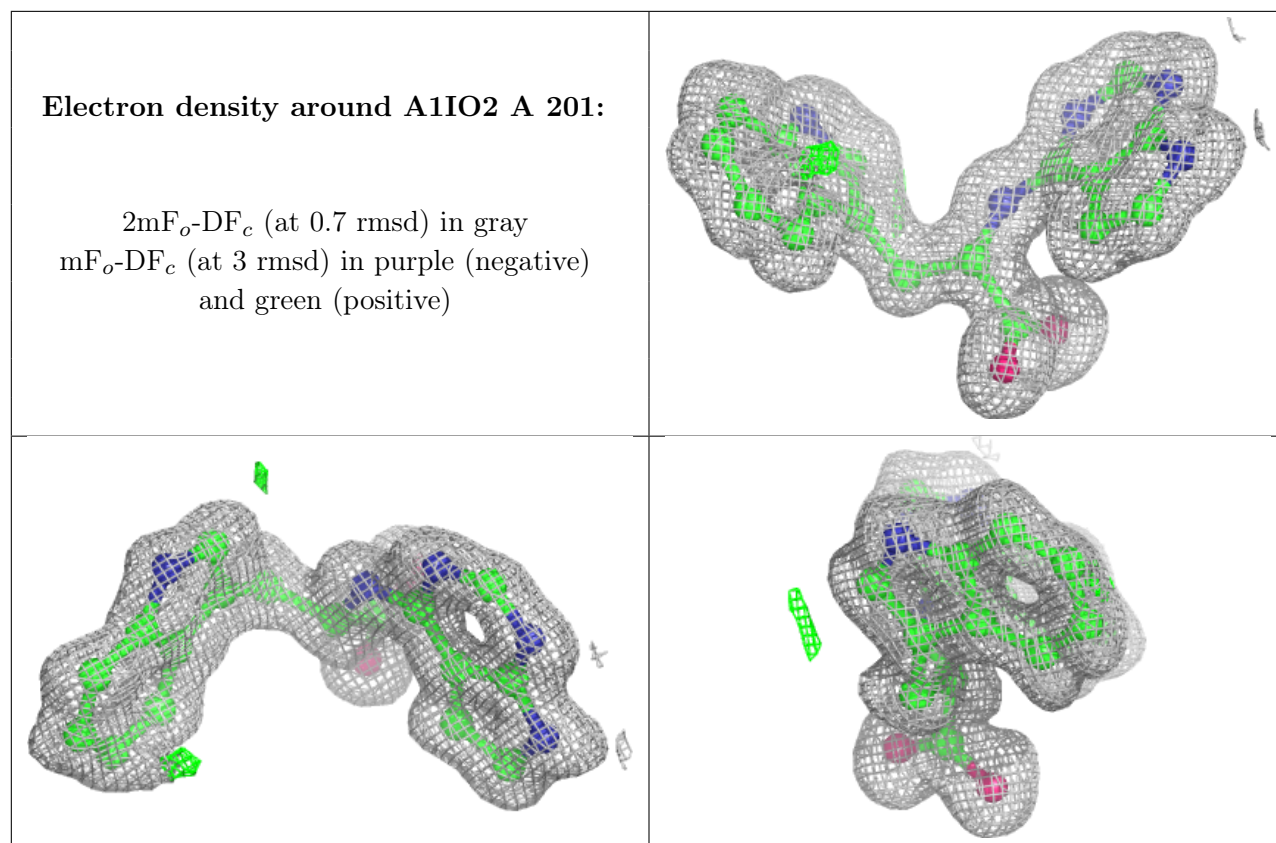 Electron density around A1IO2 A 201:
2mFo-DFc (at 0.7 rmsd) in gray
mFo-DFc (at 3 rmsd) in purple (negative)
and green (positive)